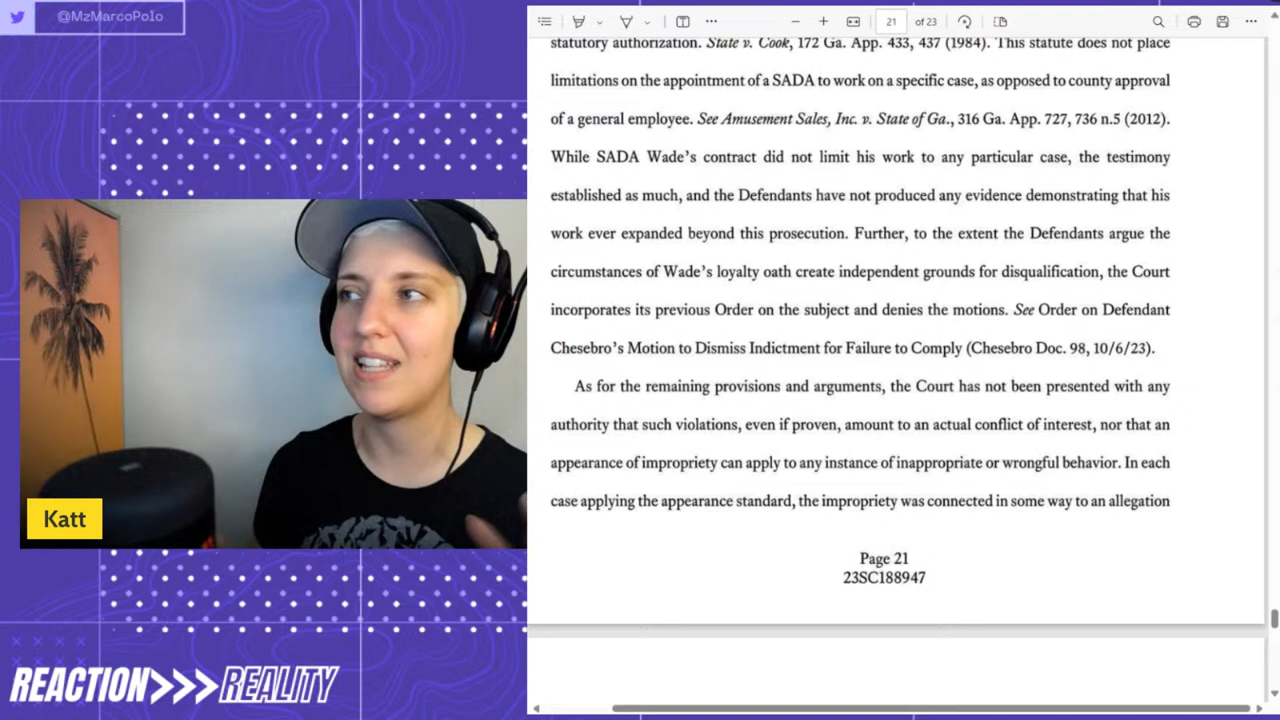 @MzMarcoPolo
21 of 23
statutory authorization. State v. Cook, 172 Ga. App. 433, 437 (1984). This statute does not place
limitations on the appointment of a SADA to work on a specific case, as opposed to county approval
of a general employee. See Amusement Sales, Inc. v. State of Ga., 316 Ga. App. 727, 736 n.5 (2012).
While SADA Wade's contract did not limit his work to any particular case, the testimony
established as much, and the Defendants have not produced any evidence demonstrating that his
work ever expanded beyond this prosecution. Further, to the extent the Defendants argue the
circumstances of Wade's loyalty oath create independent grounds for disqualification, the Court
incorporates its previous Order on the subject and denies the motions. See Order on Defendant
Chesebro's Motion to Dismiss Indictment for Failure to Comply (Chesebro Doc. 98, 10/6/23).
As for the remaining provisions and arguments, the Court has not been presented with any
authority that such violations, even if proven, amount to an actual conflict of interest, nor that an
appearance of impropriety can apply to any instance of inappropriate or wrongful behavior. In each
case applying the appearance standard, the impropriety was connected in some way to an allegation
Page 21
23SC188947
Katt
REACTION>>>REALITY